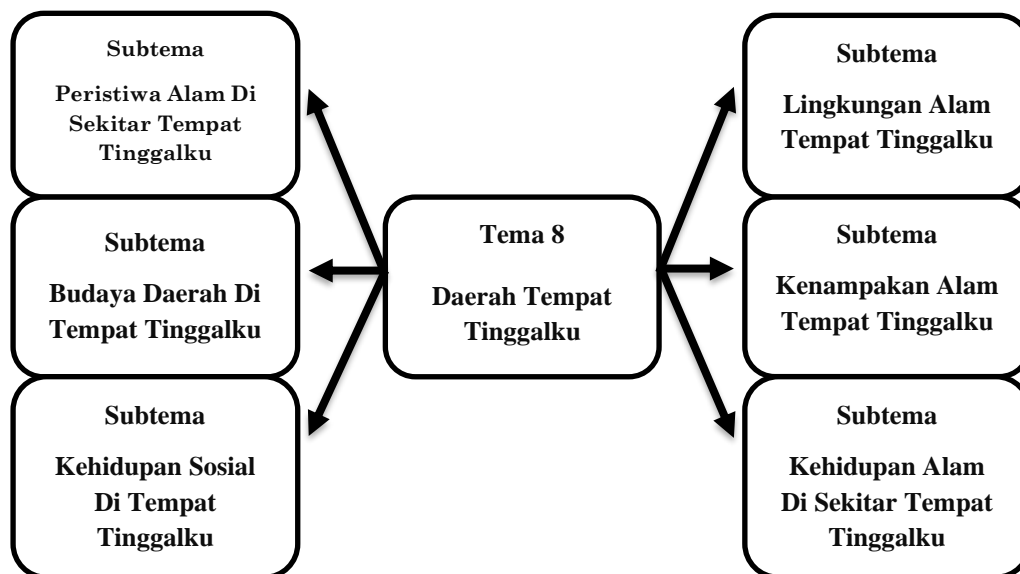 Subtema
Peristiwa Alam Di
Sekitar Tempat
Tinggalku
Subtema
Budaya Daerah Di
Tempat Tinggalku
Subtema
Kehidupan Sosial
Di Tempat
Tinggalku
Tema 8
Daerah Tempat
Tinggalku
Subtema
Lingkungan Alam
Tempat Tinggalku
Subtema
Kenampakan Alam
Tempat Tinggalku
Subtema
Kehidupan Alam
Di Sekitar Tempat
Tinggalku